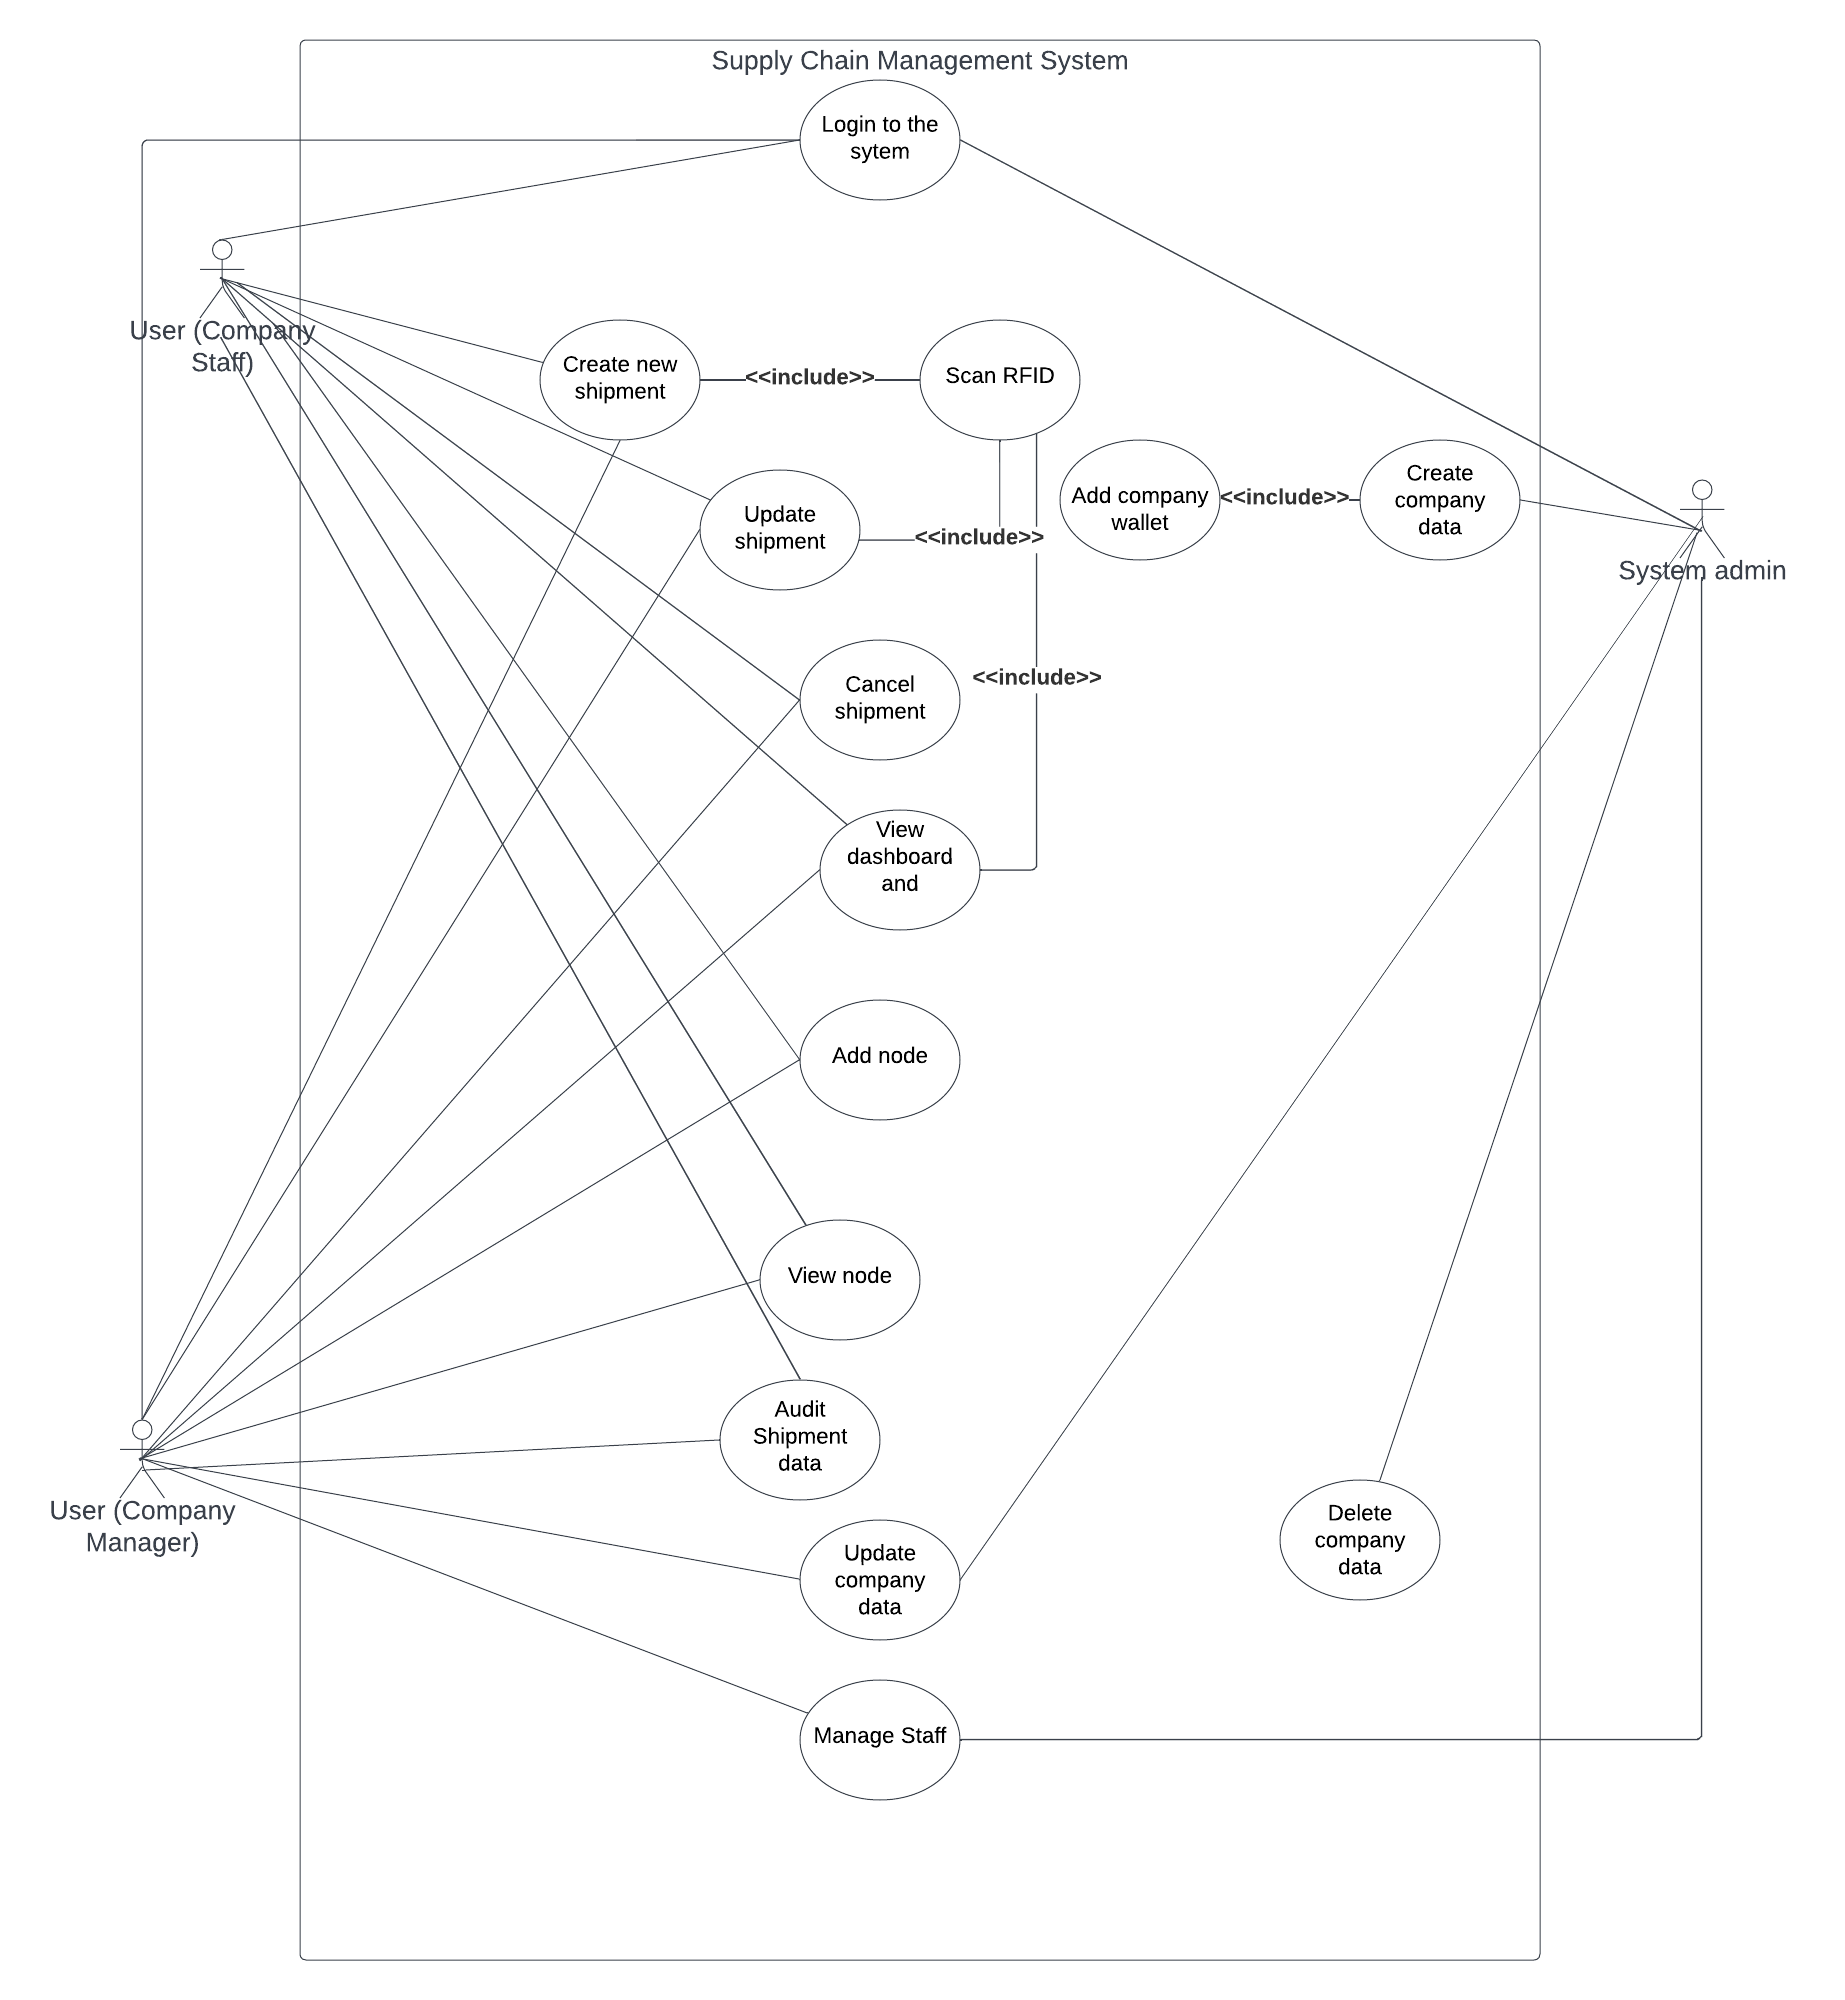 Supply Chain Management System
Login to the
sytem
User (Company
Staff)
Create new
shipment
<<include>>
Scan RFID
Add company
wallet
<<include>>
Create
company
data
Update
shipment
<<include>>
System admin
Cancel
shipment
<<include>>
View
dashboard
and
Add node
View node
Audit
Shipment
data
User (Company
Manager)
Update
company
data
Delete
company
data
Manage Staff